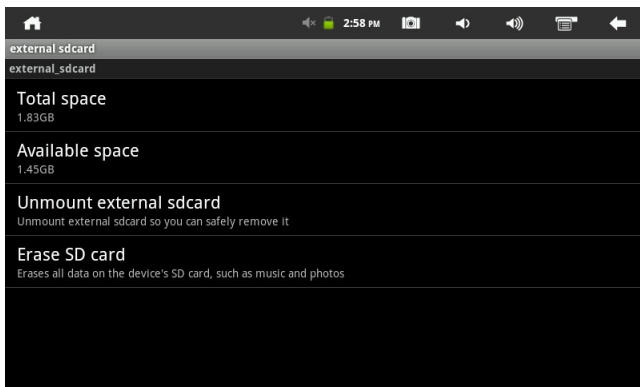 2:58 PM
external sdcard
external_sdcard
Total space
1.83GB
Available space
1.45GB
Unmount external sdcard
Unmount external sdcard so you can safely remove it
Erase SD card
Erases all data on the device's SD card, such as music and photos